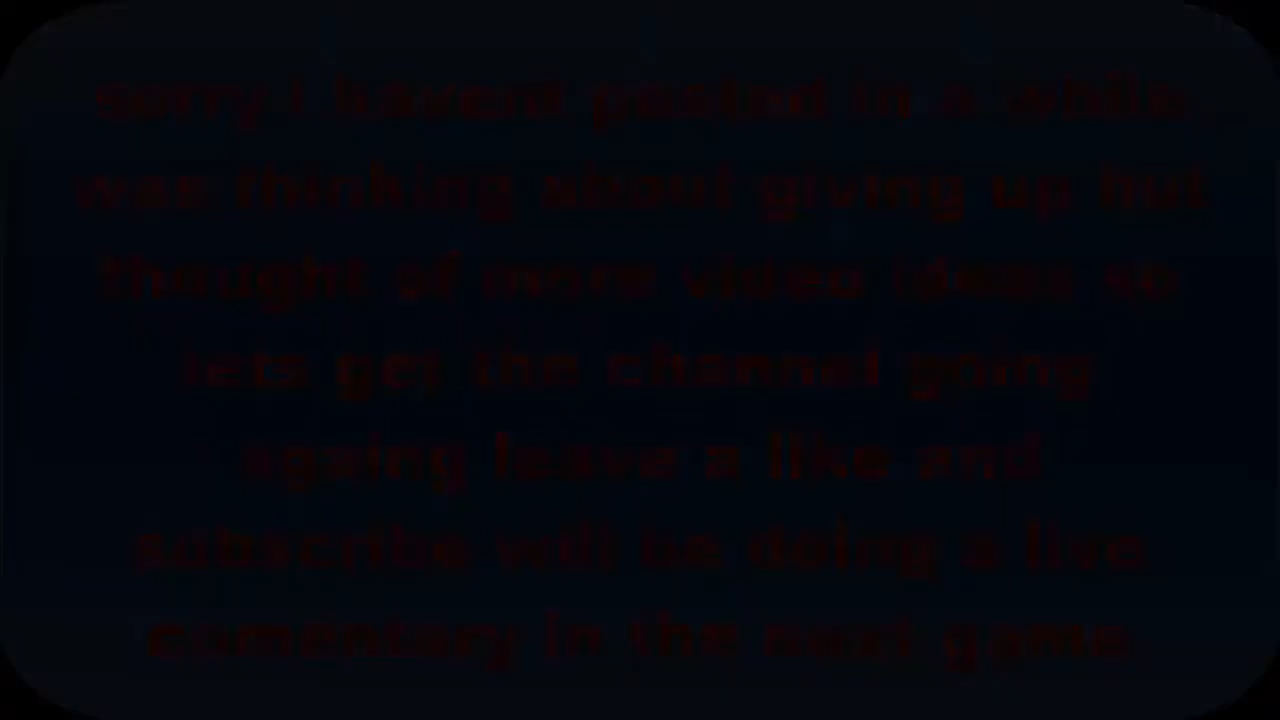 sorry i havent posted in a while
was thinking about giving up but
thought of more video ideas so
lets get the channel going
againg leave a like and
subscribe will be doing a live
comentary in the next game